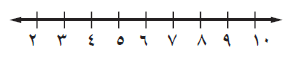 ٢ ٣ ٤ ٥ ٦ ٧ ٨ ٩ ١٠